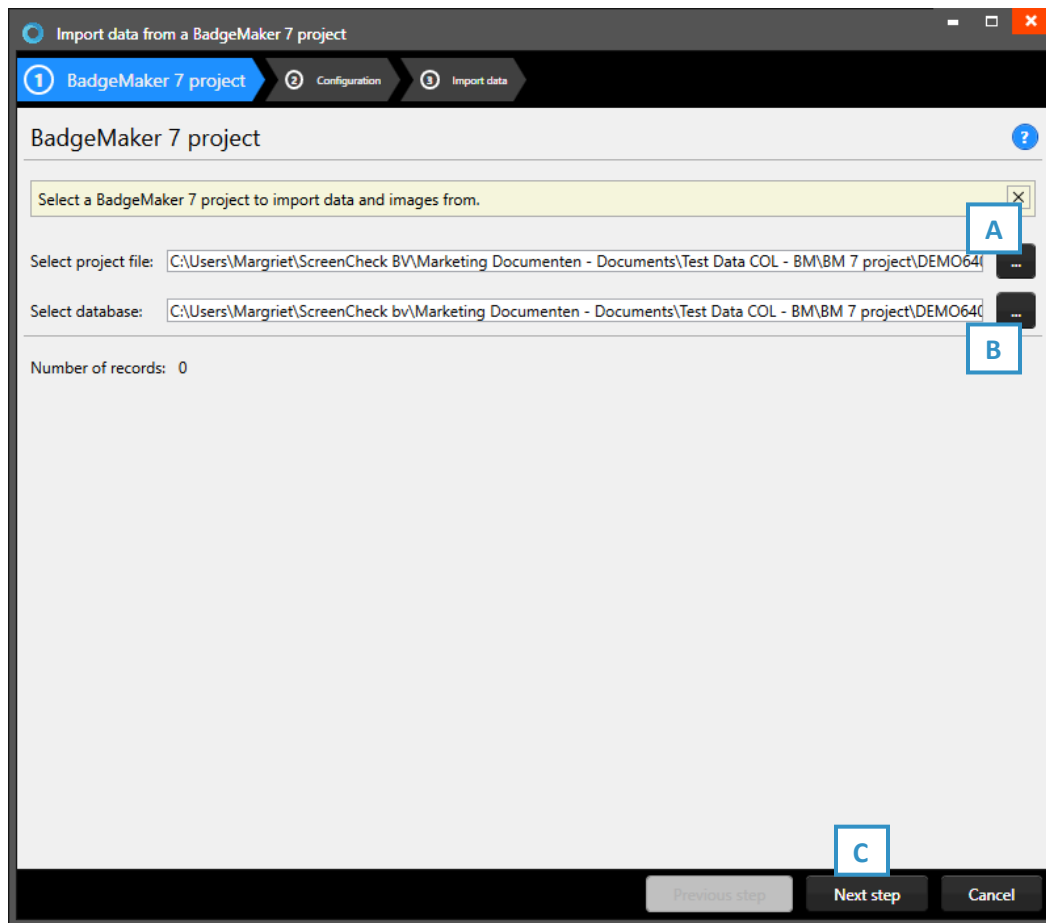 Import data from a BadgeMaker 7 project
1 BadgeMaker 7 project 2 Configuration 3 Import data
BadgeMaker 7 project ?
Select a BadgeMaker 7 project to import data and images from.
A
Select project file: C:\Users\Margriet\ScreenCheck BV\Marketing Documenten - Documents\Test Data COL - BM\BM 7 project\DEMO640 ...
Select database: C:\Users\Margriet\ScreenCheck bv\Marketing Documenten - Documents\Test Data COL - BM\BM 7 project\DEMO640 ...
B
Number of records: 0
C
Previous step Next step Cancel